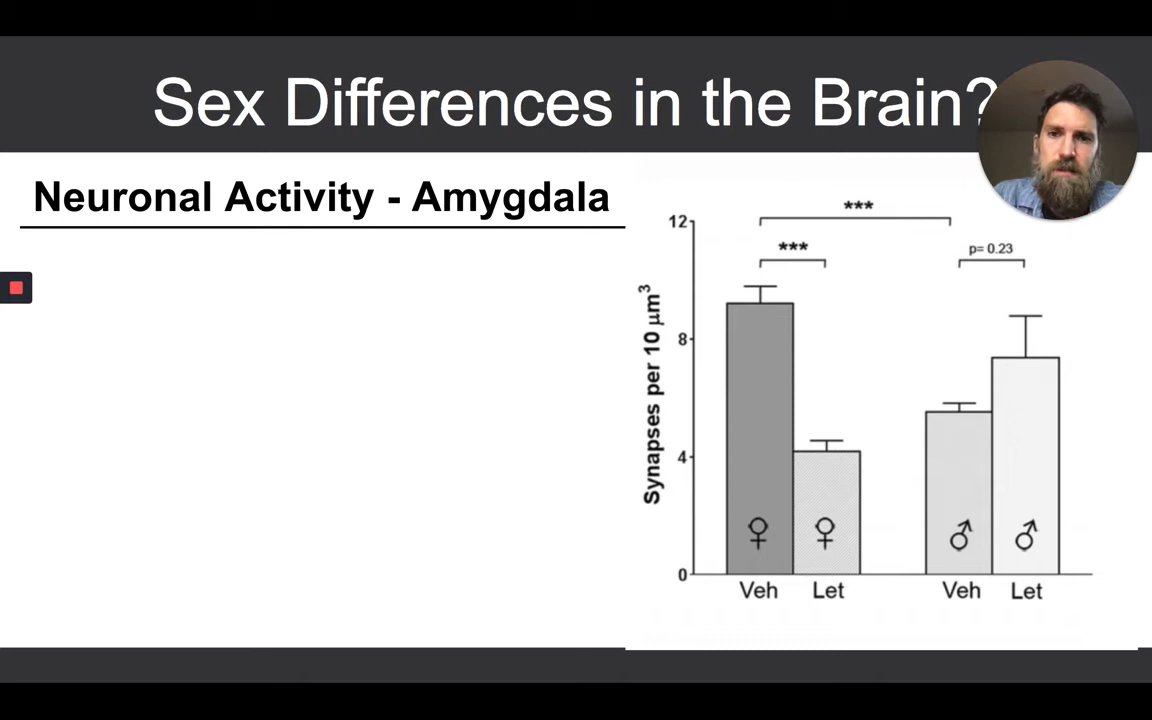 Sex Differences in the Brain?
Neuronal Activity - Amygdala
***
***
p= 0.23
12
8
4
0
Synapses per 10 μm³
♀ ♀ ♂ ♂
Veh Let Veh Let